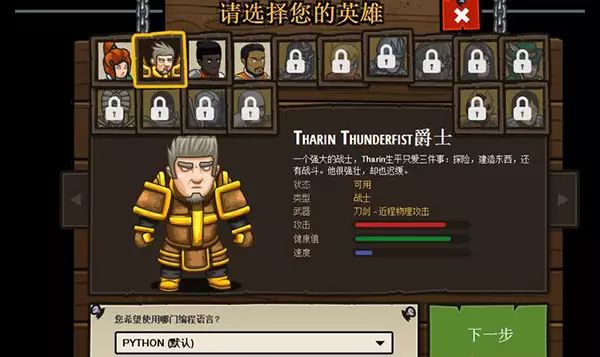 请选择您的英雄
THARIN THUNDERFIST爵士
一个强大的战士，Tharin生平只爱三件事：探险，建造东西，还
有战斗。他很强壮，却也迟缓。
状态 可用
类型 战士
武器 刀剑 - 近程物理攻击
攻击
健康值
速度
您希望使用哪门编程语言?
PYTHON (默认)
下一步